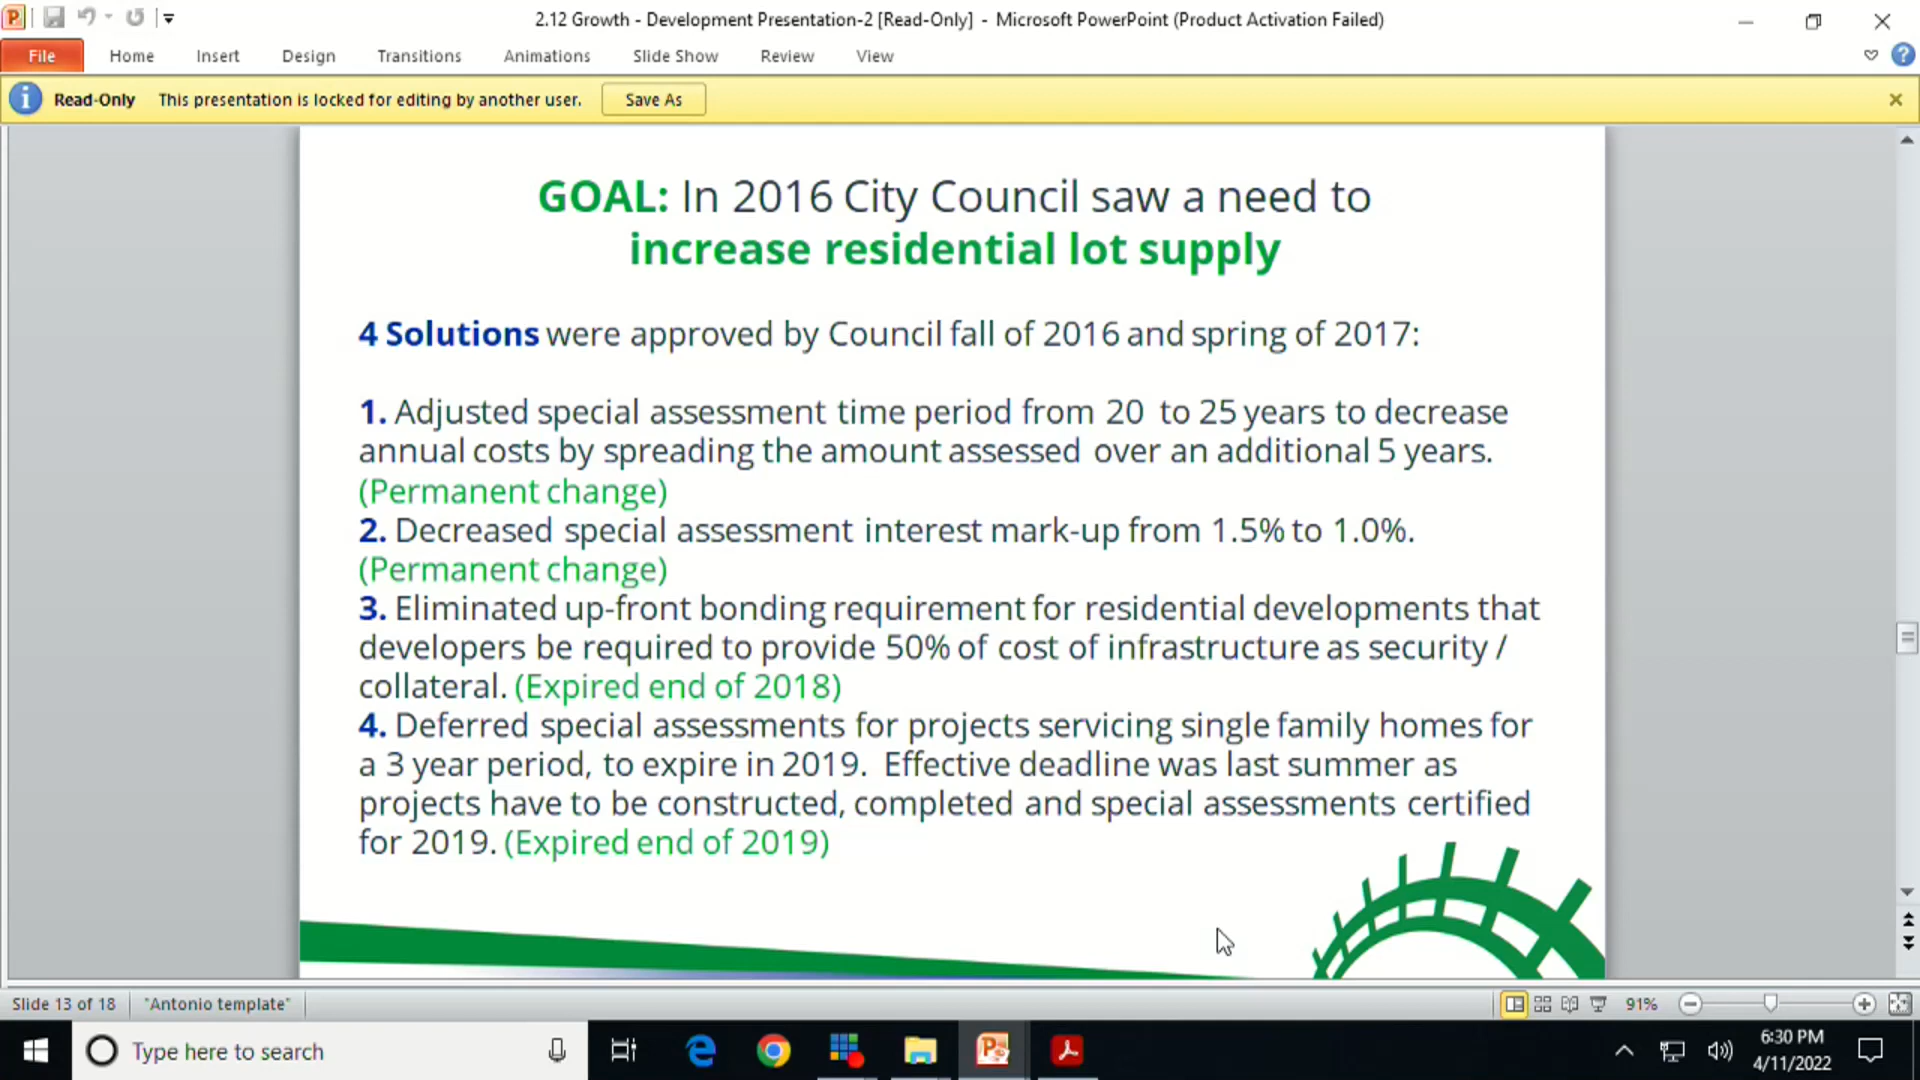 2.12 Growth - Development Presentation-2 [Read-Only] - Microsoft PowerPoint (Product Activation Failed)
File Home Insert Design Transitions Animations Slide Show Review View
Read-Only This presentation is locked for editing by another user. Save As
GOAL: In 2016 City Council saw a need to
increase residential lot supply
4 Solutions were approved by Council fall of 2016 and spring of 2017:
1. Adjusted special assessment time period from 20 to 25 years to decrease
annual costs by spreading the amount assessed over an additional 5 years.
(Permanent change)
2. Decreased special assessment interest mark-up from 1.5% to 1.0%.
(Permanent change)
3. Eliminated up-front bonding requirement for residential developments that
developers be required to provide 50% of cost of infrastructure as security /
collateral. (Expired end of 2018)
4. Deferred special assessments for projects servicing single family homes for
a 3 year period, to expire in 2019. Effective deadline was last summer as
projects have to be constructed, completed and special assessments certified
for 2019. (Expired end of 2019)
Slide 13 of 18 "Antonio template" 91%
Type here to search
6:30 PM
4/11/2022